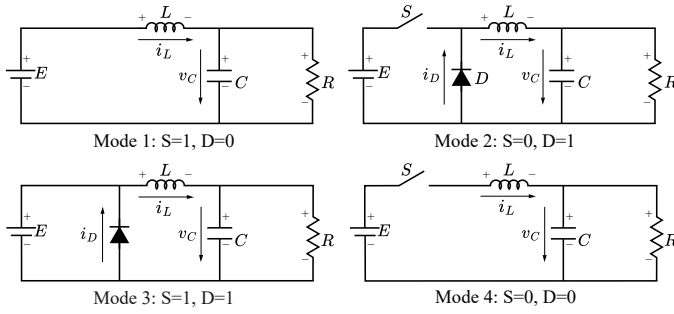 L
+ −
i_L
+ E −
v_C
+ − C
+ R −
Mode 1: S=1, D=0
S
L
+ −
i_L
+ E −
i_D
D
v_C
+ − C
+ R −
Mode 2: S=0, D=1
L
+ −
i_L
+ E −
i_D
v_C
+ − C
+ R −
Mode 3: S=1, D=1
S
L
+ −
i_L
+ E −
v_C
+ − C
+ R −
Mode 4: S=0, D=0